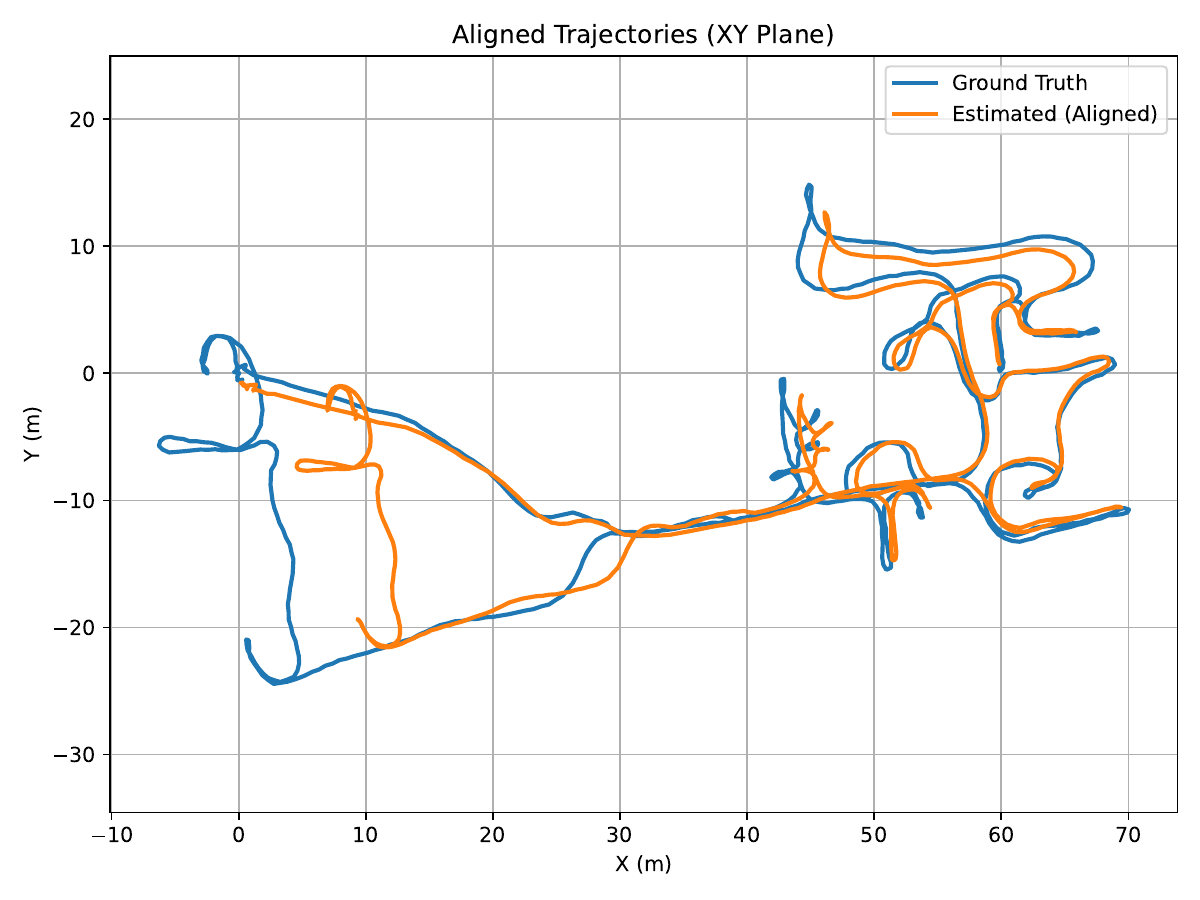 Aligned Trajectories (XY Plane)
Ground Truth
Estimated (Aligned)
20
10
0
−10
−20
−30
Y (m)
−10 0 10 20 30 40 50 60 70
X (m)